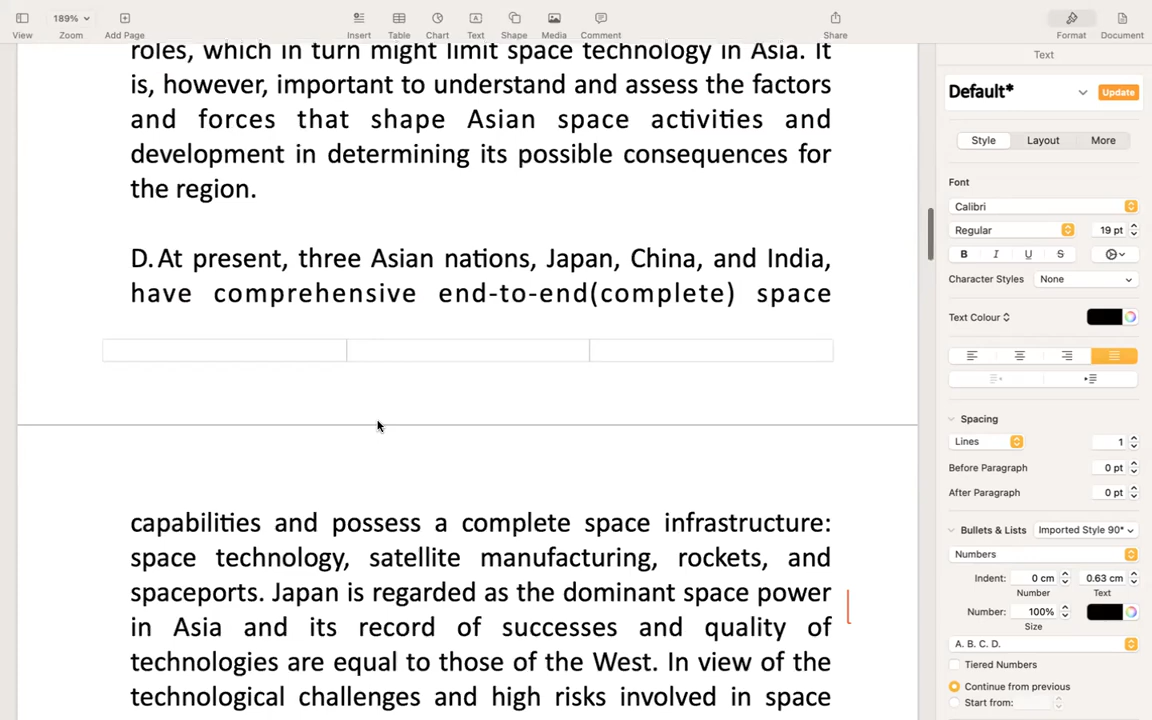 189%
View
Zoom
Add Page
Insert
Table
Chart
Text
Shape
Media
Comment
Share
Format
Document
roles, which in turn might limit space technology in Asia. It
is, however, important to understand and assess the factors
and forces that shape Asian space activities and
development in determining its possible consequences for
the region.
D. At present, three Asian nations, Japan, China, and India,
have comprehensive end-to-end(complete) space
capabilities and possess a complete space infrastructure:
space technology, satellite manufacturing, rockets, and
spaceports. Japan is regarded as the dominant space power
in Asia and its record of successes and quality of
technologies are equal to those of the West. In view of the
technological challenges and high risks involved in space
Text
Default*
Update
Style
Layout
More
Font
Calibri
Regular
19 pt
B I U S
Character Styles
None
Text Colour
Spacing
Lines
1
Before Paragraph
0 pt
After Paragraph
0 pt
Bullets & Lists
Imported Style 90*
Numbers
Indent:
0 cm
0.63 cm
Number
Text
Number:
100%
Size
A. B. C. D.
Tiered Numbers
Continue from previous
Start from: